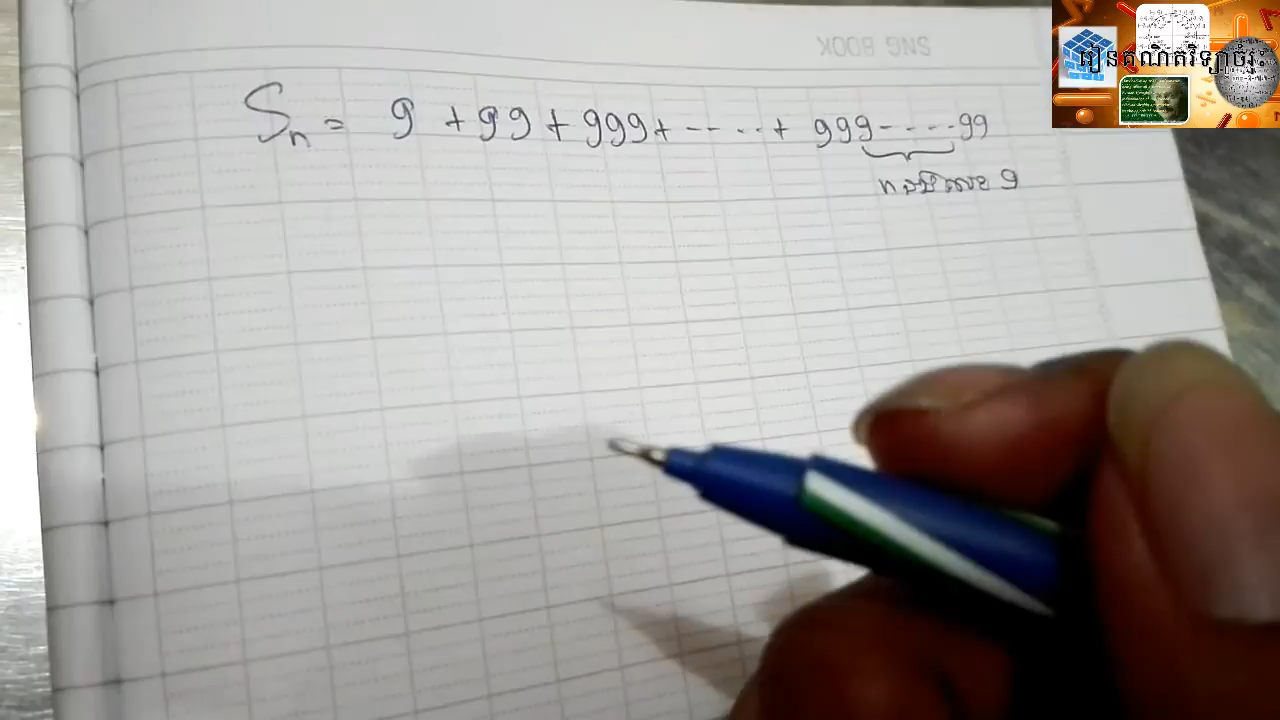 SNG BOOK
រៀនគណិតវិទ្យាចំរុះ
Sn = 9 + 99 + 999 + ----- + 999----99
n ដងនៃលេខ 9